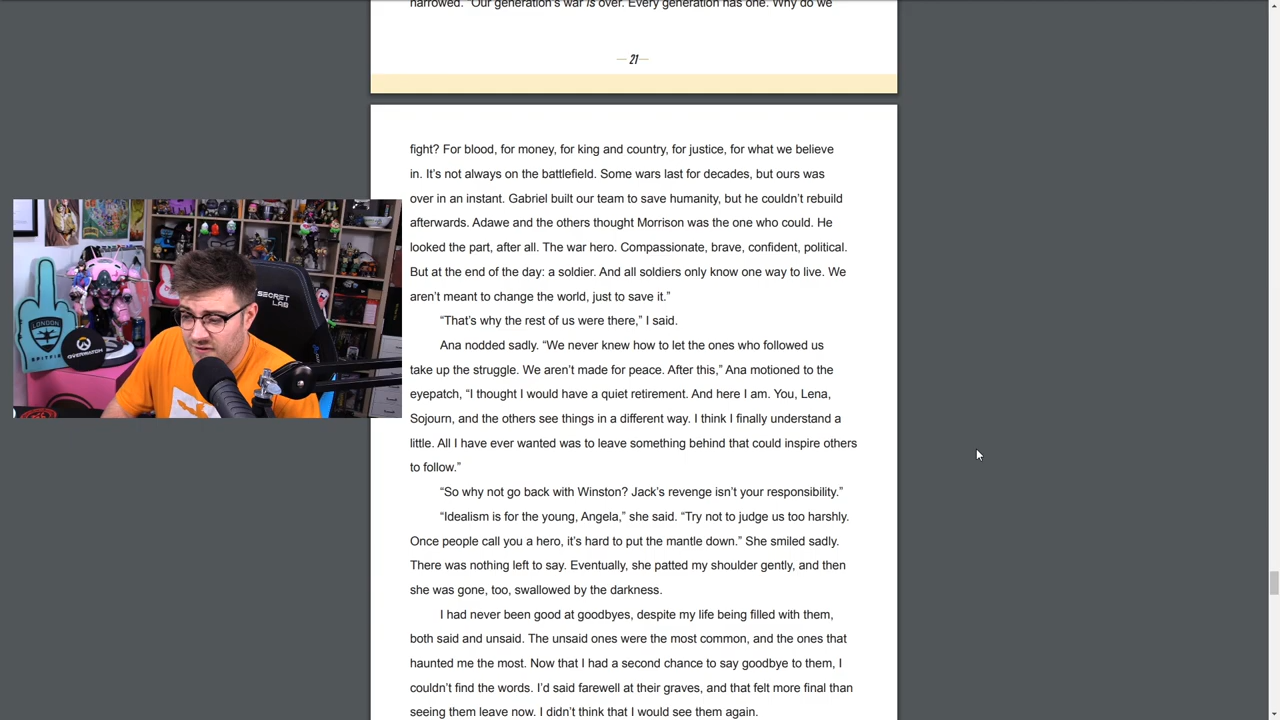 narrowed. “Our generation’s war is over. Every generation has one. Why do we
— 21 —
fight? For blood, for money, for king and country, for justice, for what we believe
in. It’s not always on the battlefield. Some wars last for decades, but ours was
over in an instant. Gabriel built our team to save humanity, but he couldn’t rebuild
afterwards. Adawe and the others thought Morrison was the one who could. He
looked the part, after all. The war hero. Compassionate, brave, confident, political.
But at the end of the day: a soldier. And all soldiers only know one way to live. We
aren’t meant to change the world, just to save it.”
“That’s why the rest of us were there,” I said.
Ana nodded sadly. “We never knew how to let the ones who followed us
take up the struggle. We aren’t made for peace. After this,” Ana motioned to the
eyepatch, “I thought I would have a quiet retirement. And here I am. You, Lena,
Sojourn, and the others see things in a different way. I think I finally understand a
little. All I have ever wanted was to leave something behind that could inspire others
to follow.”
“So why not go back with Winston? Jack’s revenge isn’t your responsibility.”
“Idealism is for the young, Angela,” she said. “Try not to judge us too harshly.
Once people call you a hero, it’s hard to put the mantle down.” She smiled sadly.
There was nothing left to say. Eventually, she patted my shoulder gently, and then
she was gone, too, swallowed by the darkness.
I had never been good at goodbyes, despite my life being filled with them,
both said and unsaid. The unsaid ones were the most common, and the ones that
haunted me the most. Now that I had a second chance to say goodbye to them, I
couldn’t find the words. I’d said farewell at their graves, and that felt more final than
seeing them leave now. I didn’t think that I would see them again.
SECRET
LAB
LONDON
SPITFIRE
OVERWATCH